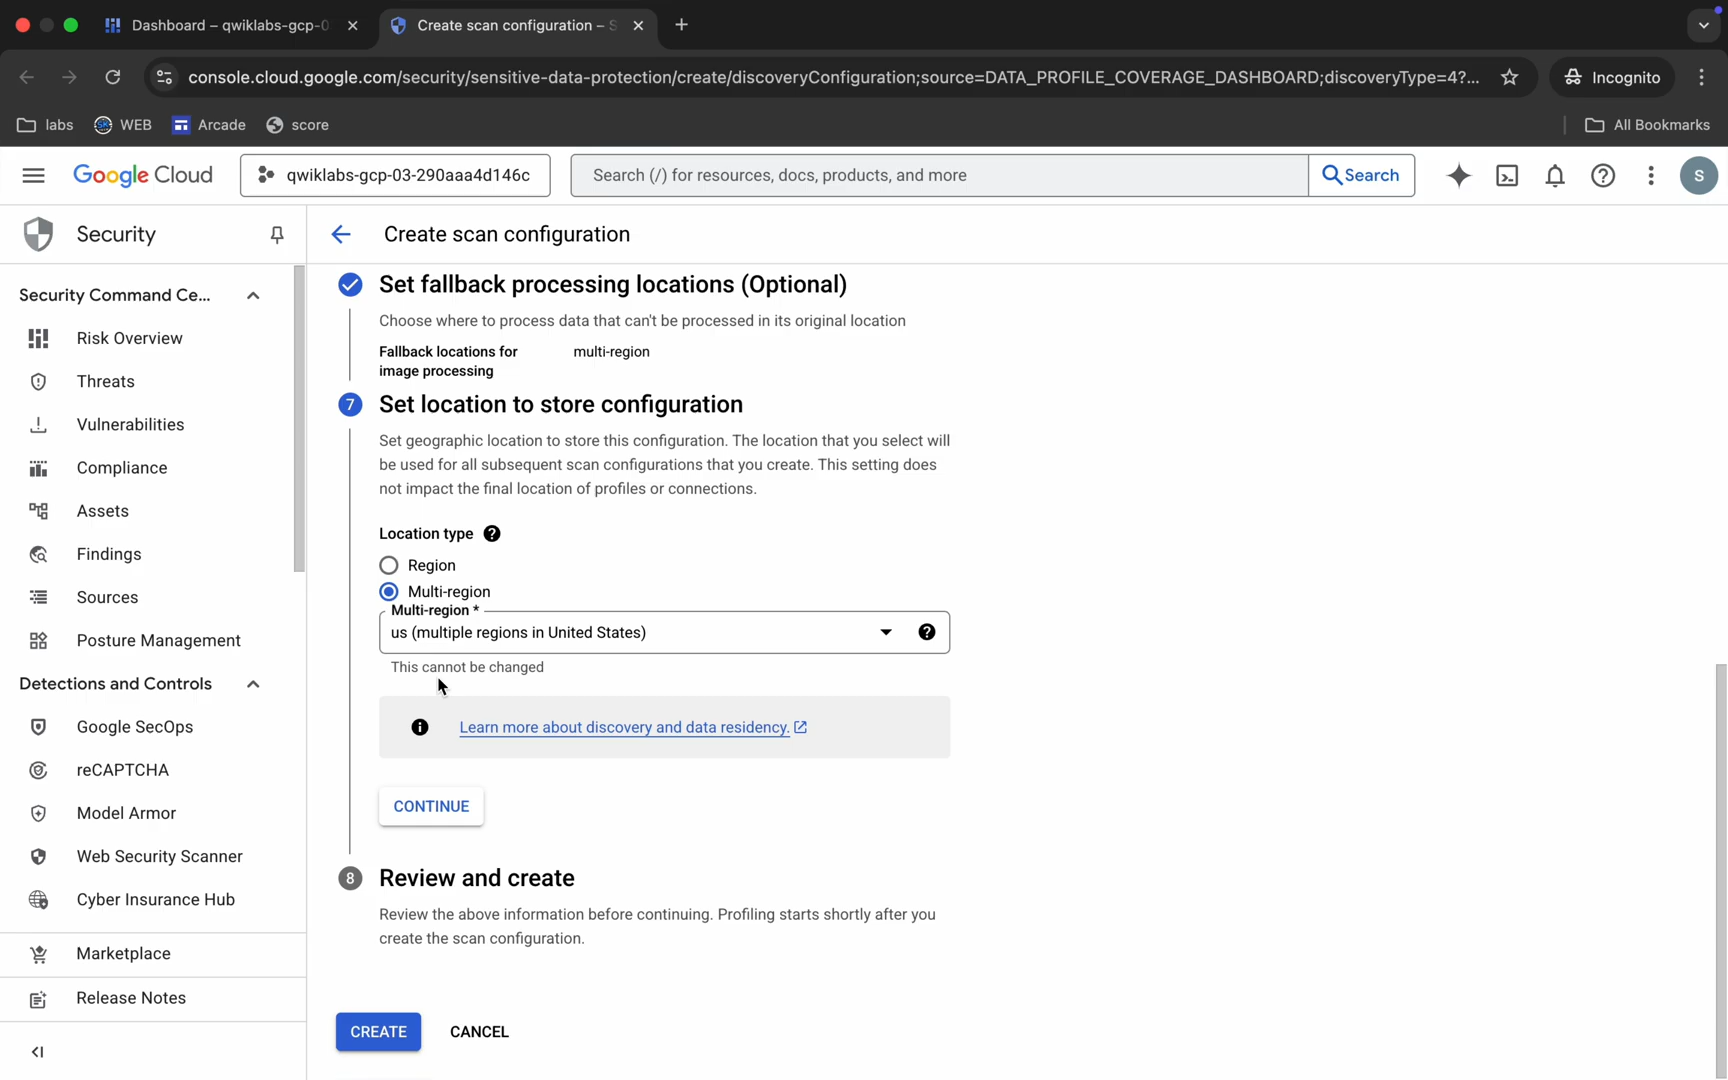 Dashboard – qwiklabs-gcp-0
Create scan configuration – S
console.cloud.google.com/security/sensitive-data-protection/create/discoveryConfiguration;source=DATA_PROFILE_COVERAGE_DASHBOARD;discoveryType=4?...
Incognito
labs
WEB
Arcade
score
All Bookmarks
Google Cloud
qwiklabs-gcp-03-290aaa4d146c
Search (/) for resources, docs, products, and more
Search
S
Security
Create scan configuration
Security Command Ce...
Risk Overview
Threats
Vulnerabilities
Compliance
Assets
Findings
Sources
Posture Management
Detections and Controls
Google SecOps
reCAPTCHA
Model Armor
Web Security Scanner
Cyber Insurance Hub
Marketplace
Release Notes
Set fallback processing locations (Optional)
Choose where to process data that can't be processed in its original location
Fallback locations for
image processing
multi-region
7
Set location to store configuration
Set geographic location to store this configuration. The location that you select will
be used for all subsequent scan configurations that you create. This setting does
not impact the final location of profiles or connections.
Location type
Region
Multi-region
Multi-region *
us (multiple regions in United States)
This cannot be changed
Learn more about discovery and data residency.
CONTINUE
8
Review and create
Review the above information before continuing. Profiling starts shortly after you
create the scan configuration.
CREATE
CANCEL